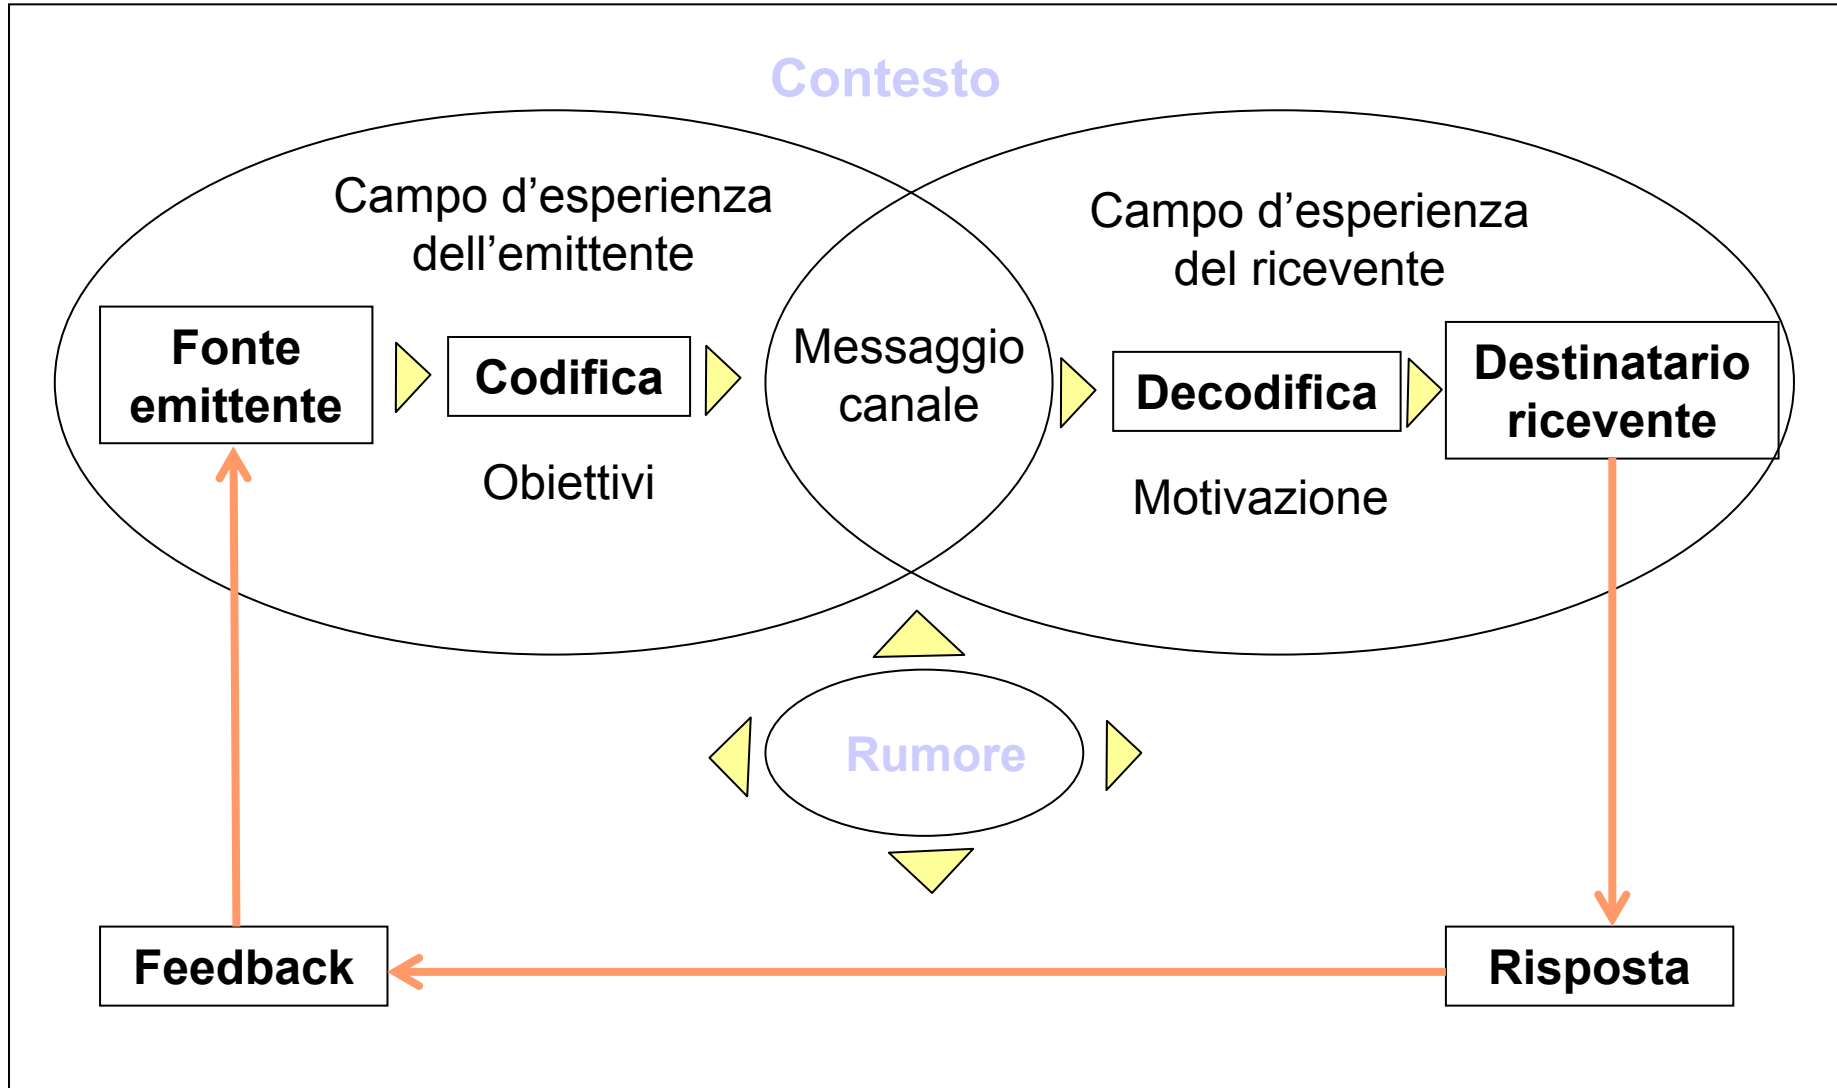 Contesto
Campo d’esperienza
dell’emittente
Campo d’esperienza
del ricevente
Fonte
emittente
Codifica
Messaggio
canale
Decodifica
Destinatario
ricevente
Obiettivi
Motivazione
Rumore
Feedback
Risposta